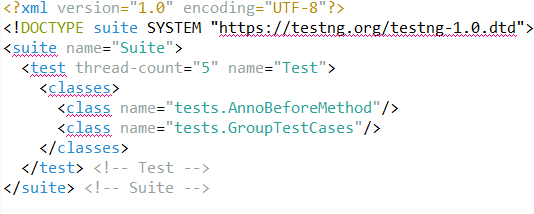 <?xml version="1.0" encoding="UTF-8"?>
<!DOCTYPE suite SYSTEM "https://testng.org/testng-1.0.dtd">
<suite name="Suite">
  <test thread-count="5" name="Test">
    <classes>
      <class name="tests.AnnoBeforeMethod"/>
      <class name="tests.GroupTestCases"/>
    </classes>
  </test> <!-- Test -->
</suite> <!-- Suite -->